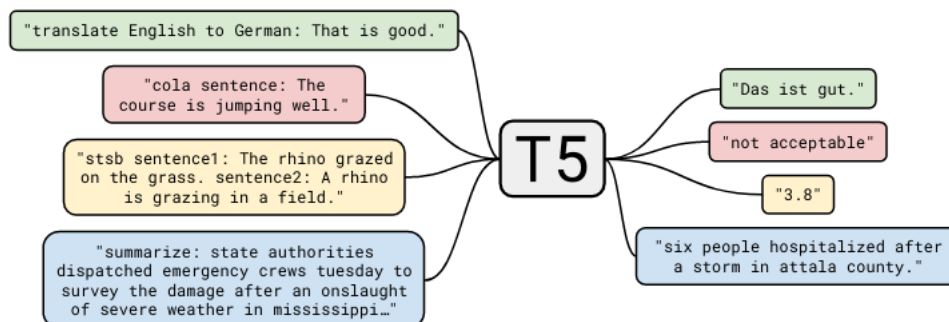 "translate English to German: That is good."
"cola sentence: The
course is jumping well."
"stsb sentence1: The rhino grazed
on the grass. sentence2: A rhino
is grazing in a field."
"summarize: state authorities
dispatched emergency crews tuesday to
survey the damage after an onslaught
of severe weather in mississippi…"
T5
"Das ist gut."
"not acceptable"
"3.8"
"six people hospitalized after
a storm in attala county."